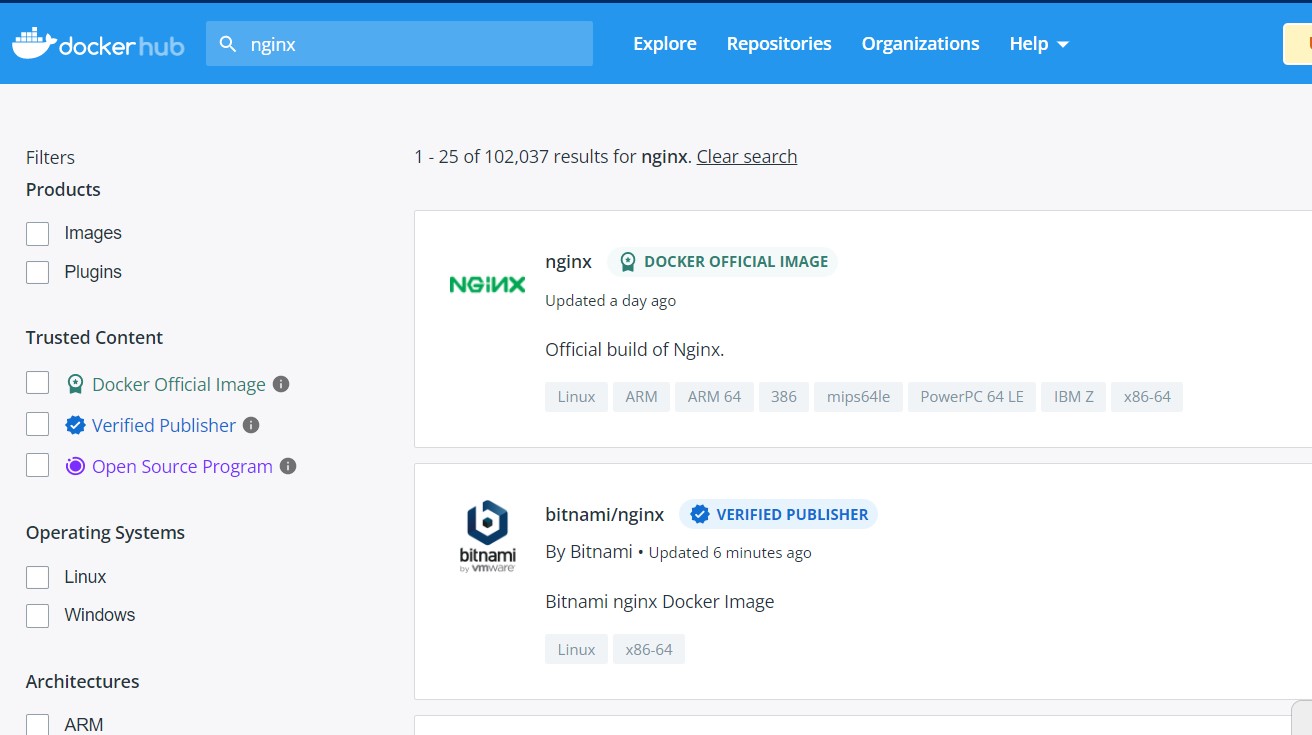 docker hub
nginx
Explore
Repositories
Organizations
Help
Filters
Products
Images
Plugins
Trusted Content
Docker Official Image
Verified Publisher
Open Source Program
Operating Systems
Linux
Windows
Architectures
ARM
1 - 25 of 102,037 results for nginx. Clear search
NGINX
nginx DOCKER OFFICIAL IMAGE
Updated a day ago
Official build of Nginx.
Linux ARM ARM 64 386 mips64le PowerPC 64 LE IBM Z x86-64
bitnami
by vmware
bitnami/nginx VERIFIED PUBLISHER
By Bitnami • Updated 6 minutes ago
Bitnami nginx Docker Image
Linux x86-64